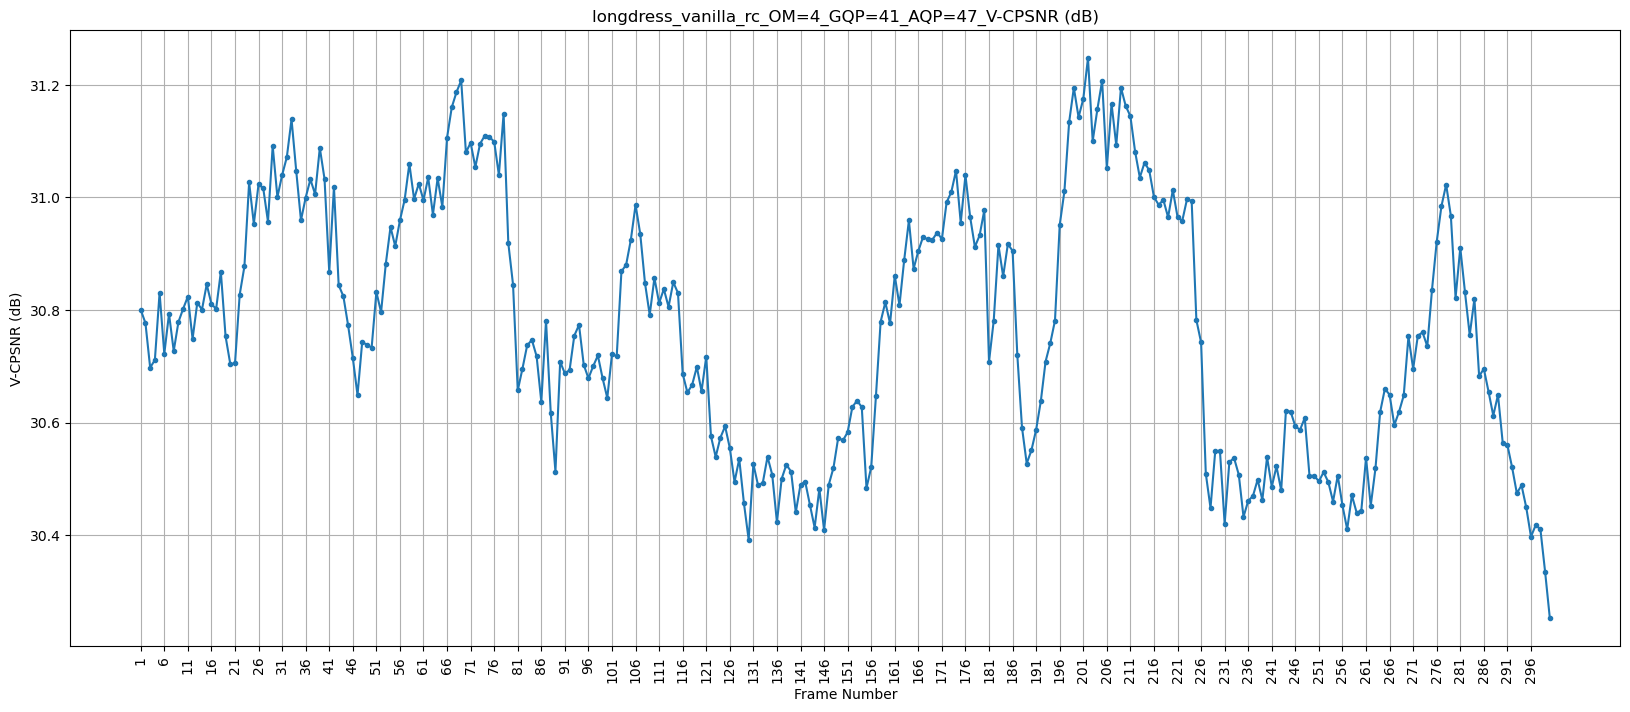 longdress_vanilla_rc_OM=4_GQP=41_AQP=47_V-CPSNR (dB)
V-CPSNR (dB)
31.2
31.0
30.8
30.6
30.4
1 6 11 16 21 26 31 36 41 46 51 56 61 66 71 76 81 86 91 96 101 106 111 116 121 126 131 136 141 146 151 156 161 166 171 176 181 186 191 196 201 206 211 216 221 226 231 236 241 246 251 256 261 266 271 276 281 286 291 296
Frame Number